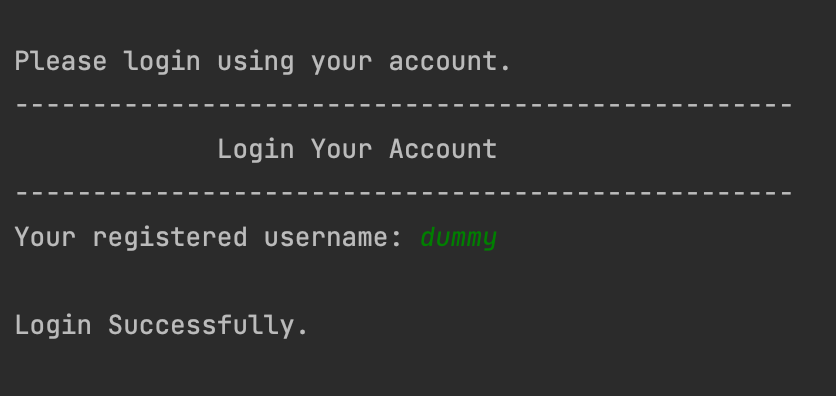 Please login using your account.
--------------------------------------------------
Login Your Account
--------------------------------------------------
Your registered username: dummy
Login Successfully.